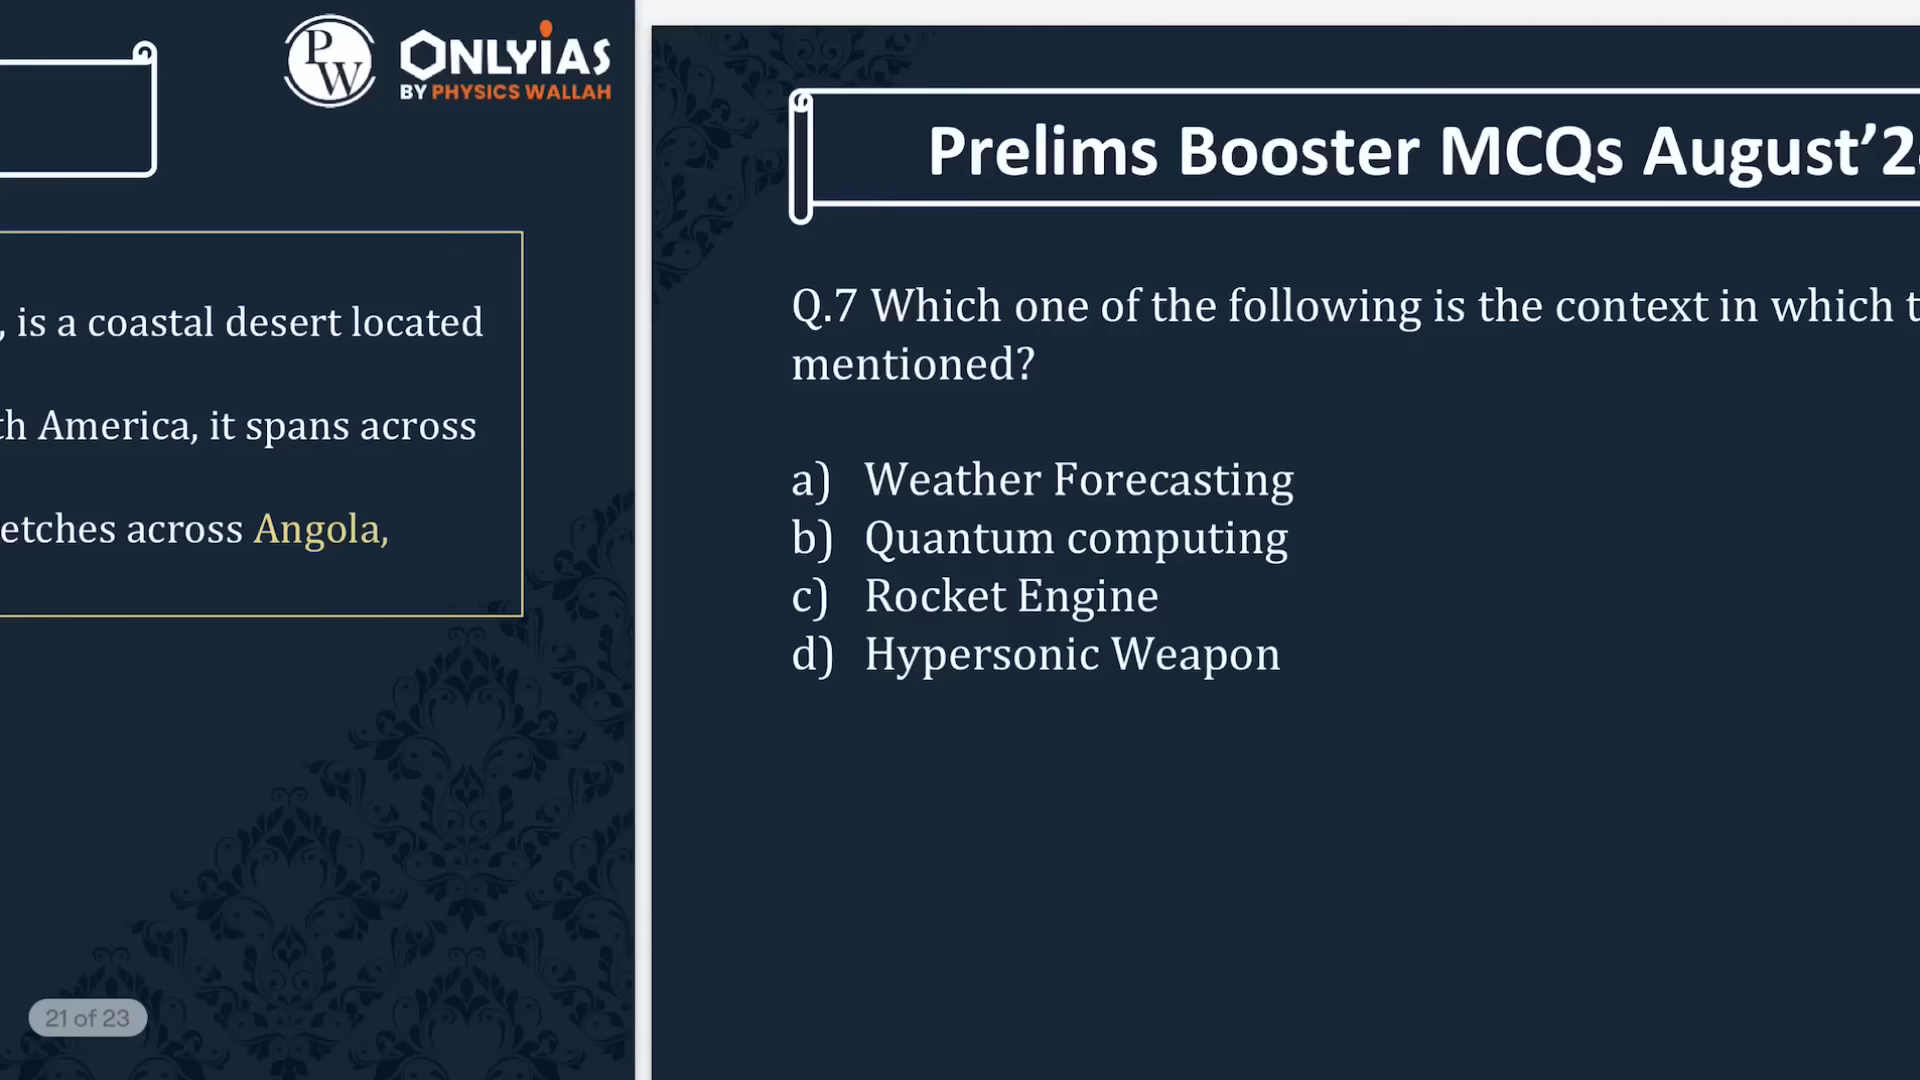 PW
ONLYiAS
BY PHYSICS WALLAH
, is a coastal desert located
th America, it spans across
etches across Angola,
21 of 23
Prelims Booster MCQs August’2
Q.7 Which one of the following is the context in which t
mentioned?
a) Weather Forecasting
b) Quantum computing
c) Rocket Engine
d) Hypersonic Weapon